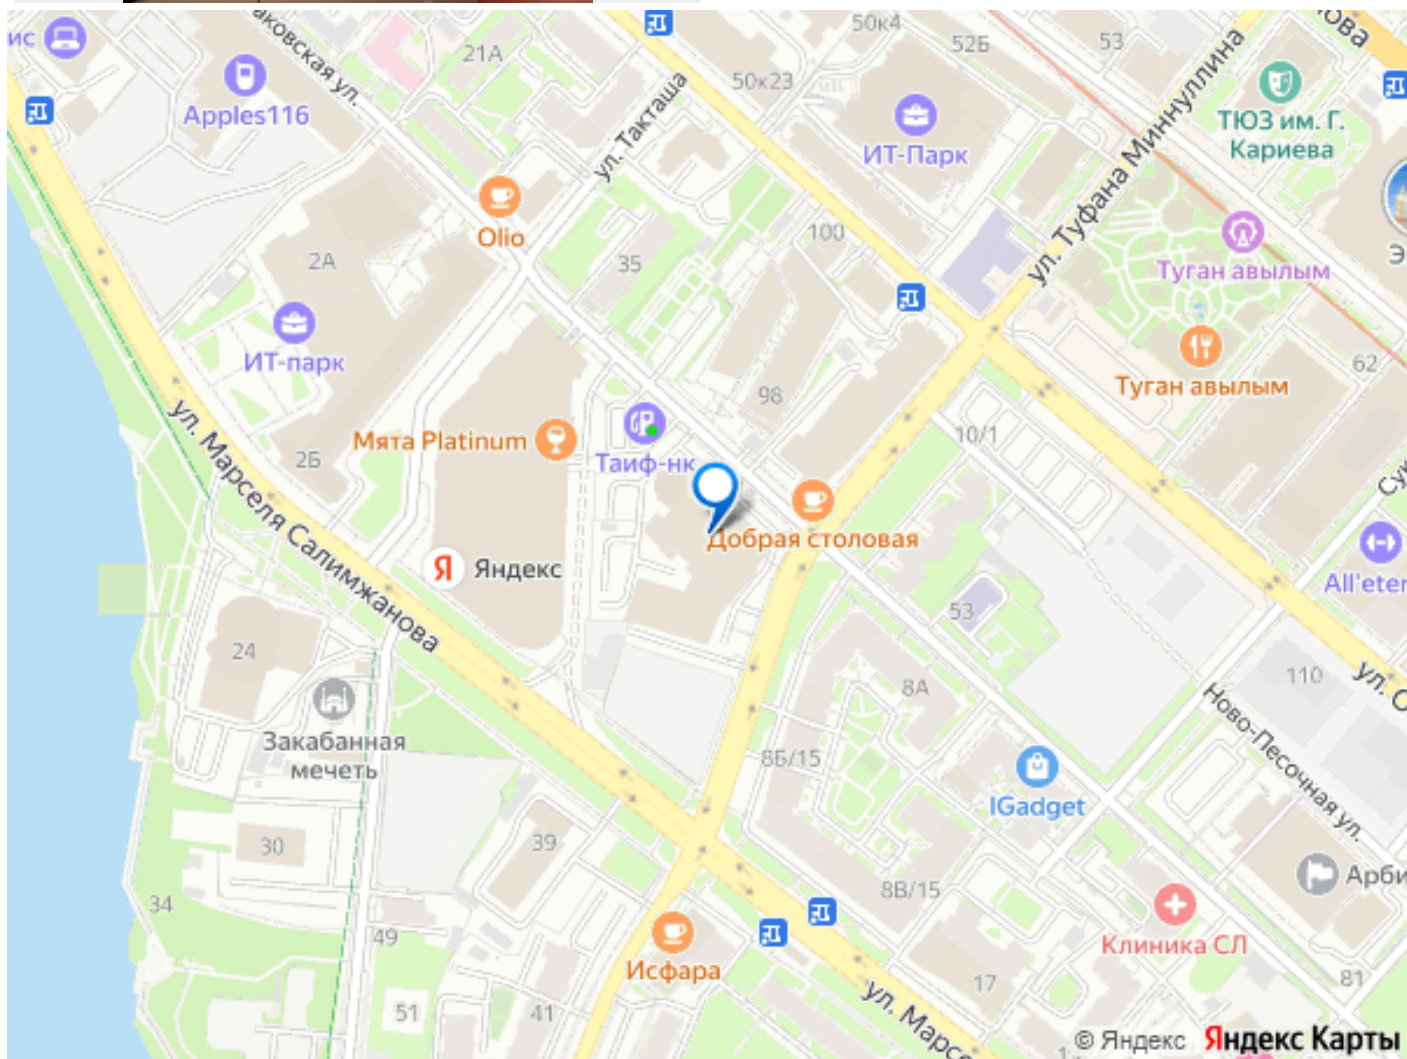 ис
аковская ул.
21А
50к4
52Б
53
ова
Apples116
50к23
ул. Такташа
ИТ-Парк
ул. Туфана Миннуллина
ТЮЗ им. Г.
Кариева
Olio
100
2А
35
Э
Туган авылым
ИТ-парк
62
Туган авылым
98
10/1
Мята Platinum
Таиф-нк
2Б
ул. Марселя Салимжанова
Добрая столовая
Сук
Я Яндекс
All'eter
53
24
8А
110
ул. О
Ново-Песочная ул.
Закабанная
мечеть
8Б/15
IGadget
30
39
Арби
8В/15
34
49
Клиника СЛ
Исфара
81
17
51
41
ул. Марс
© Яндекс Яндекс Карты